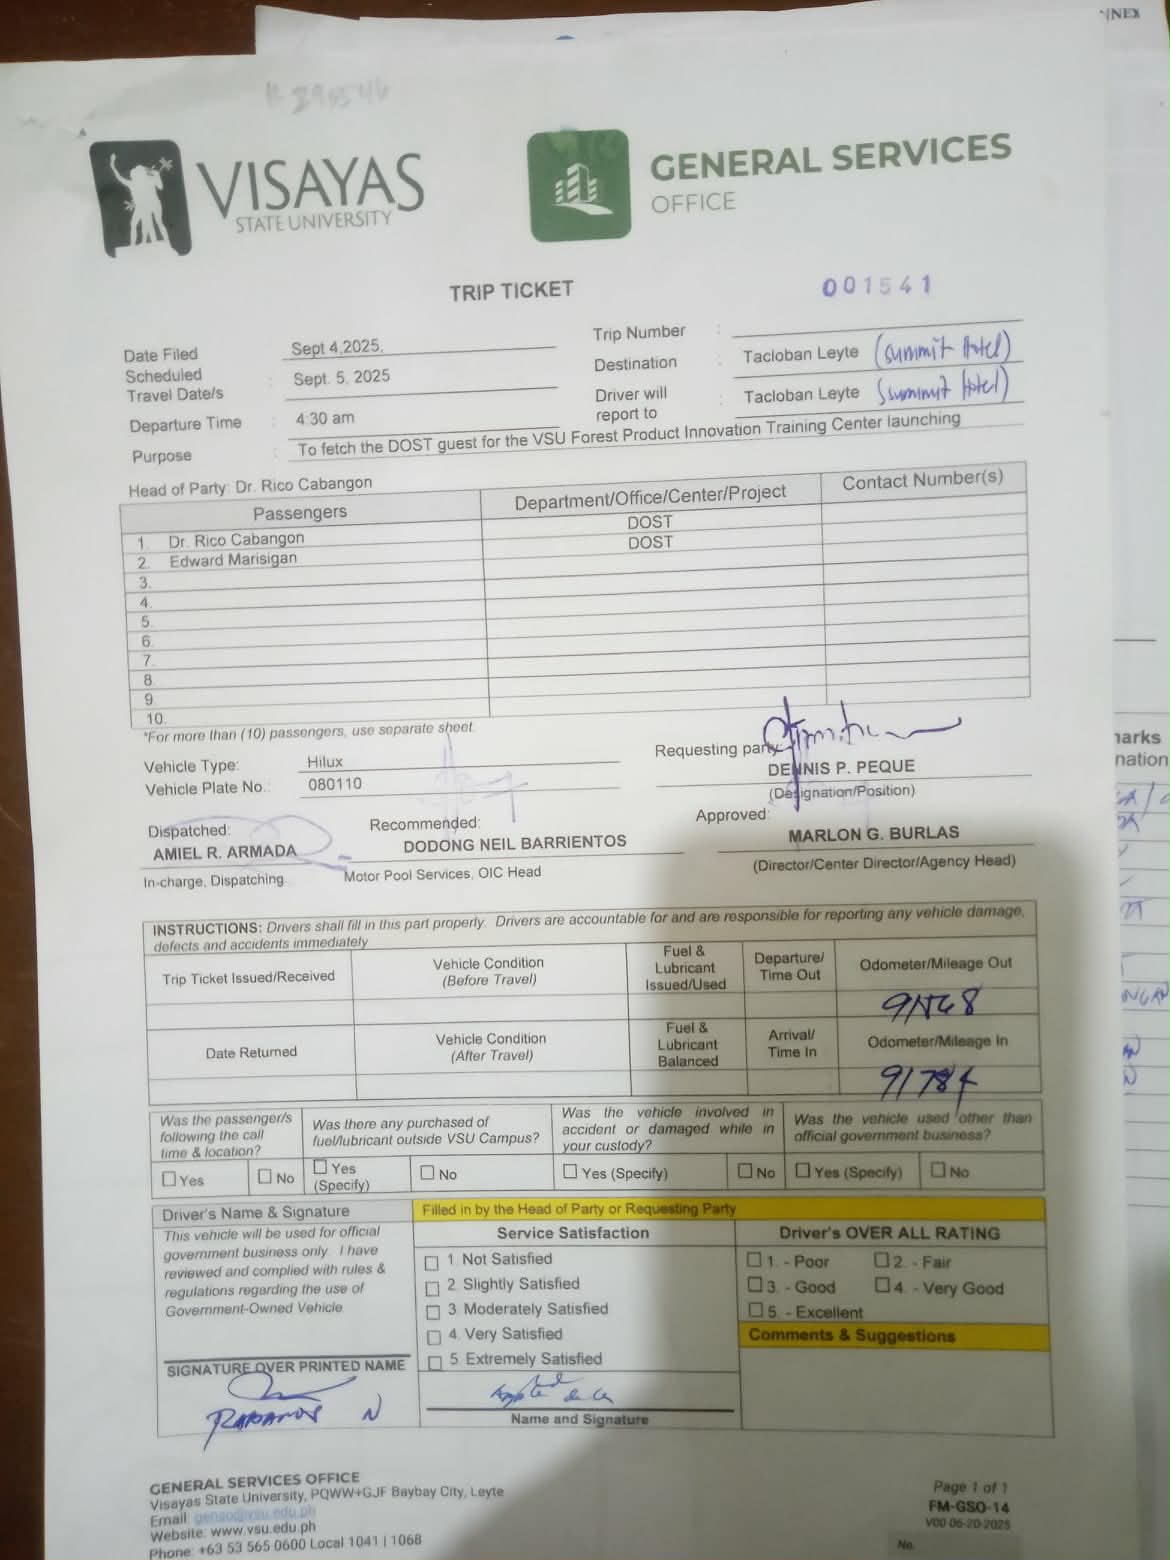 NNEX
VISAYAS
STATE UNIVERSITY
GENERAL SERVICES
OFFICE
TRIP TICKET
001541
Date Filed Sept 4,2025,
Scheduled Travel Date/s : Sept. 5, 2025
Departure Time : 4:30 am
Trip Number :
Destination : Tacloban Leyte (Summit Hotel)
Driver will report to : Tacloban Leyte (Summit Hotel)
Purpose : To fetch the DOST guest for the VSU Forest Product Innovation Training Center launching
Head of Party: Dr. Rico Cabangon
Passengers Department/Office/Center/Project Contact Number(s)
1. Dr. Rico Cabangon DOST
2. Edward Marisigan DOST
3.
4.
5.
6.
7.
8.
9.
10.
*For more than (10) passengers, use separate sheet.
Vehicle Type: Hilux
Vehicle Plate No.: 080110
Requesting party:
DENNIS P. PEQUE
(Designation/Position)
Dispatched: Recommended: Approved:
AMIEL R. ARMADA DODONG NEIL BARRIENTOS MARLON G. BURLAS
In-charge, Dispatching Motor Pool Services, OIC Head (Director/Center Director/Agency Head)
INSTRUCTIONS: Drivers shall fill in this part properly. Drivers are accountable for and are responsible for reporting any vehicle damage,
defects and accidents immediately
Trip Ticket Issued/Received Vehicle Condition (Before Travel) Fuel & Lubricant Issued/Used Departure/ Time Out Odometer/Mileage Out
Date Returned Vehicle Condition (After Travel) Fuel & Lubricant Balanced Arrival/ Time In Odometer/Mileage In
91784
Was the passenger/s following the call time & location? Was there any purchased of fuel/lubricant outside VSU Campus? Was the vehicle involved in accident or damaged while in your custody? Was the vehicle used other than official government business?
Yes No Yes (Specify) No Yes (Specify) No Yes (Specify) No
Driver's Name & Signature
This vehicle will be used for official
government business only. I have
reviewed and complied with rules &
regulations regarding the use of
Government-Owned Vehicle.
SIGNATURE OVER PRINTED NAME
Filled in by the Head of Party or Requesting Party
Service Satisfaction
1. Not Satisfied
2. Slightly Satisfied
3. Moderately Satisfied
4. Very Satisfied
5. Extremely Satisfied
Name and Signature
Driver's OVER ALL RATING
1. - Poor 2. - Fair
3. - Good 4. - Very Good
5. - Excellent
Comments & Suggestions
GENERAL SERVICES OFFICE
Visayas State University, PQWW+GJF Baybay City, Leyte
Email: genso@vsu.edu.ph
Website: www.vsu.edu.ph
Phone: +63 53 565 0600 Local 1041 | 1068
Page 1 of 1
FM-GSO-14
V00 06-20-2025
No.